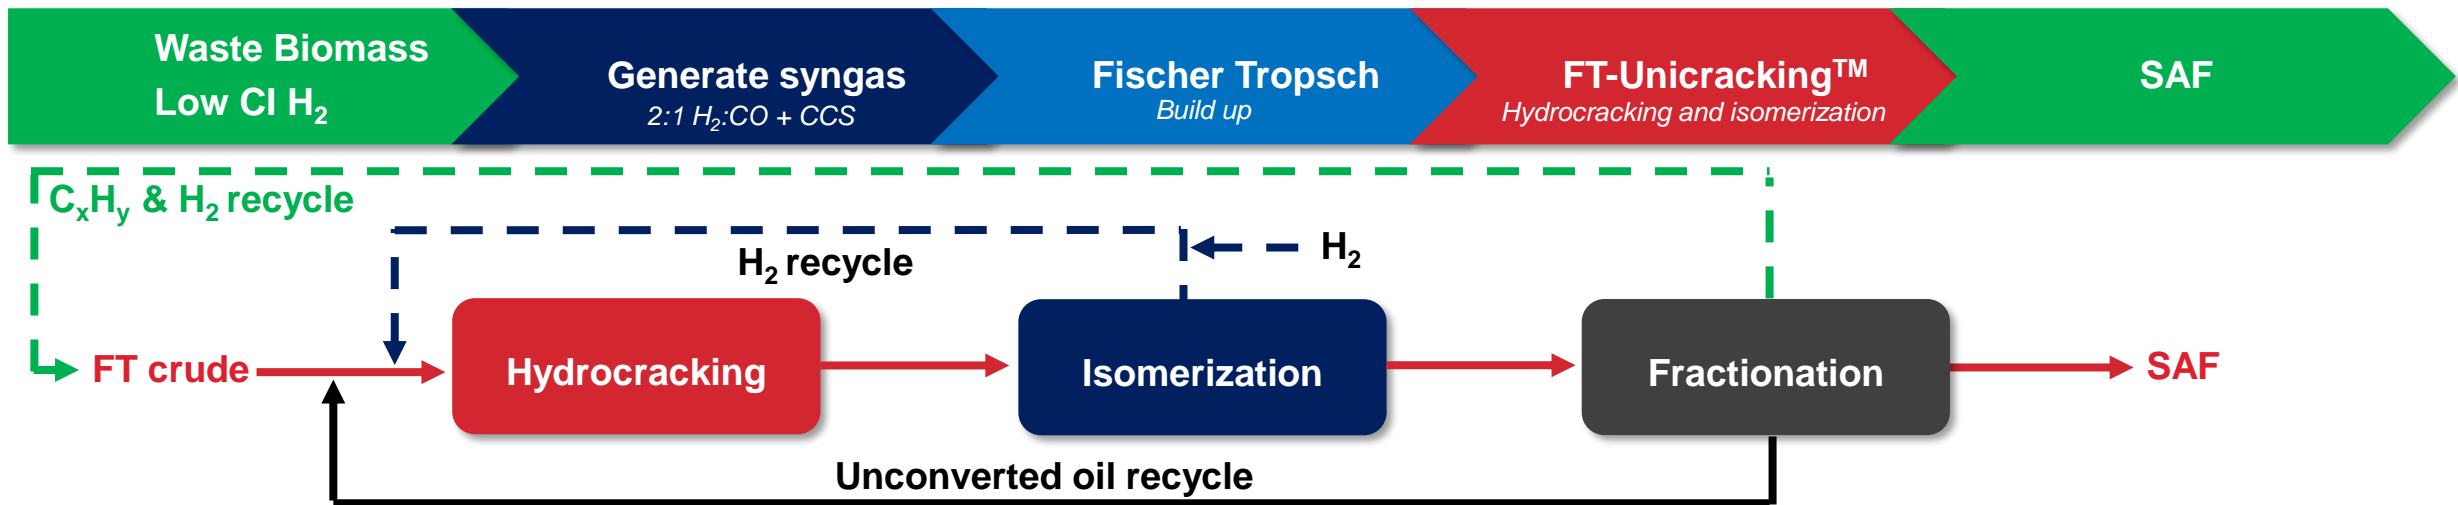 Waste Biomass
Low CI H₂
Generate syngas
2:1 H₂:CO + CCS
Fischer Tropsch
Build up
FT-Unicracking™
Hydrocracking and isomerization
SAF
CₓHᵧ & H₂ recycle
H₂ recycle
H₂
FT crude
Hydrocracking
Isomerization
Fractionation
SAF
Unconverted oil recycle